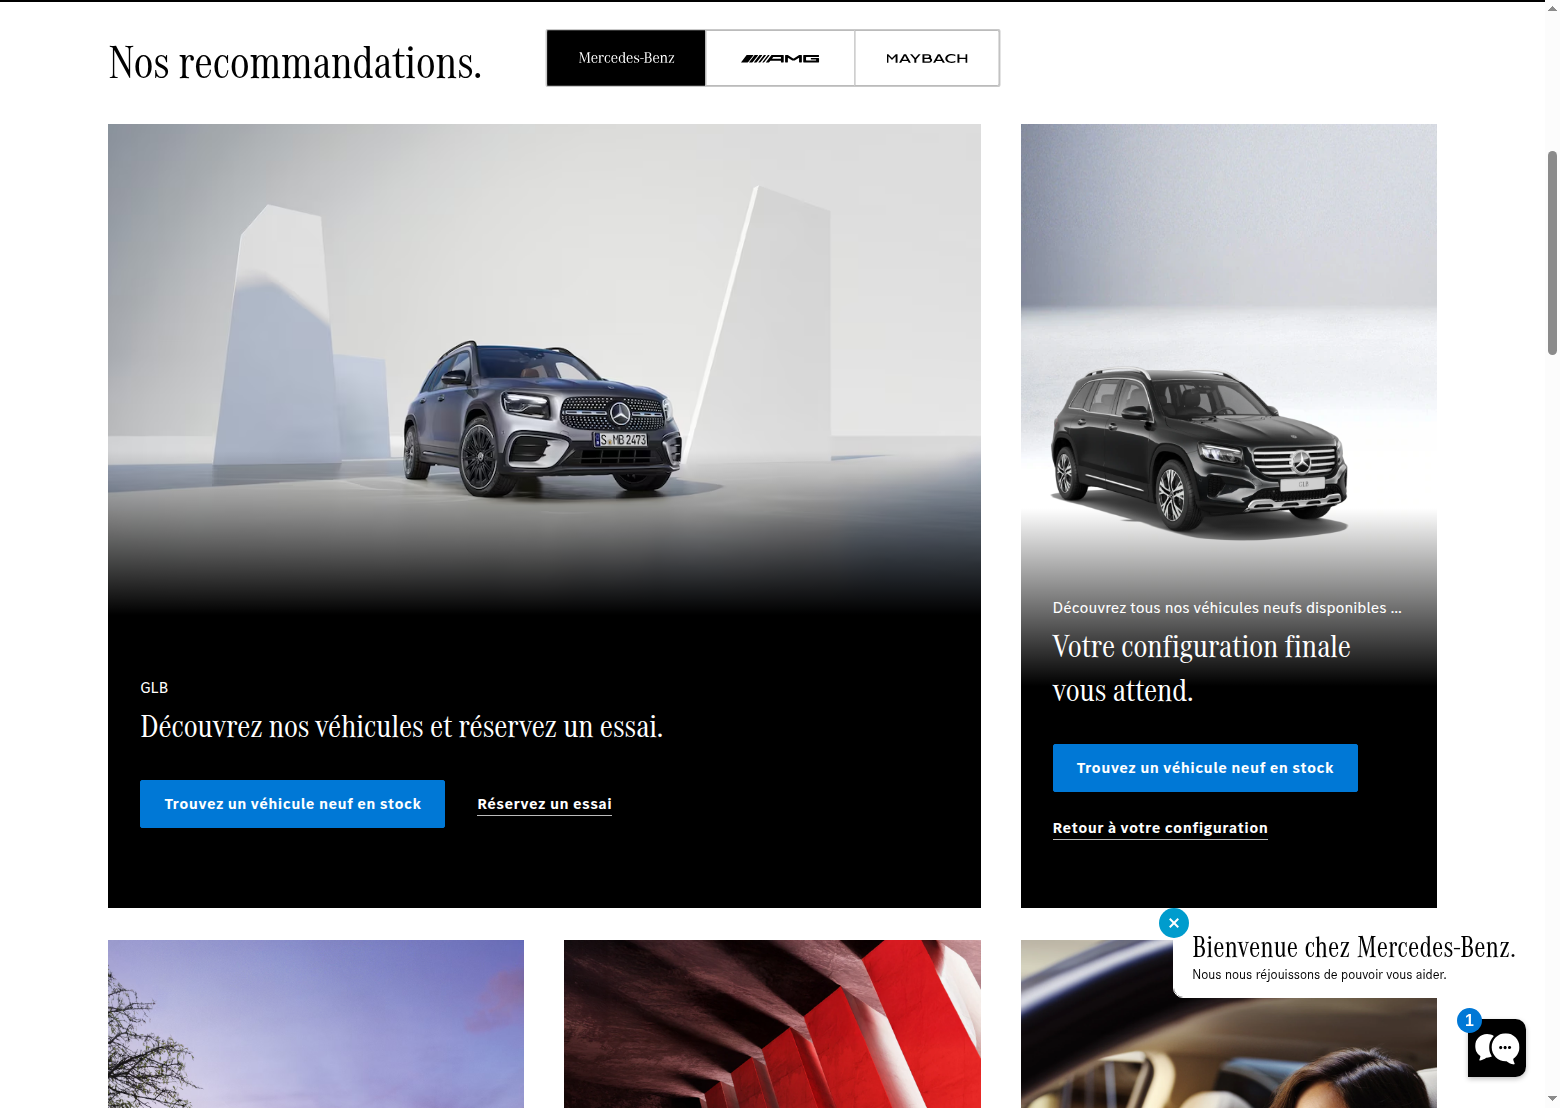 Nos recommandations.
Mercedes-Benz
AMG
MAYBACH
S MB 2473
GLB
GLB
Découvrez nos véhicules et réservez un essai.
Trouvez un véhicule neuf en stock
Réservez un essai
Découvrez tous nos véhicules neufs disponibles ...
Votre configuration finale
vous attend.
Trouvez un véhicule neuf en stock
Retour à votre configuration
Bienvenue chez Mercedes-Benz.
Nous nous réjouissons de pouvoir vous aider.
1